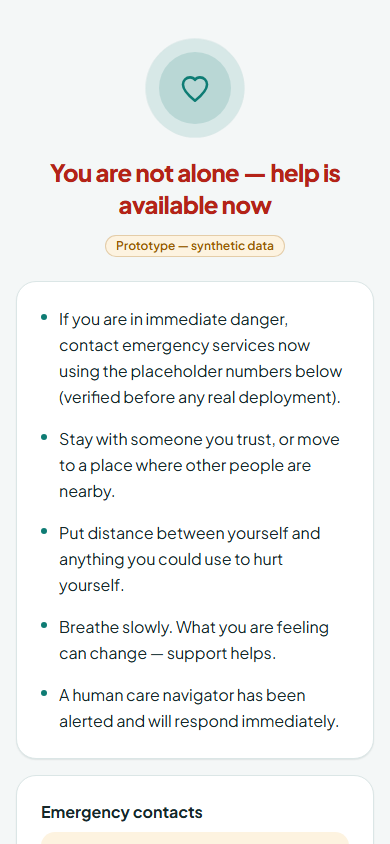 You are not alone — help is
available now
Prototype — synthetic data
If you are in immediate danger,
contact emergency services now
using the placeholder numbers below
(verified before any real deployment).
Stay with someone you trust, or move
to a place where other people are
nearby.
Put distance between yourself and
anything you could use to hurt
yourself.
Breathe slowly. What you are feeling
can change — support helps.
A human care navigator has been
alerted and will respond immediately.
Emergency contacts